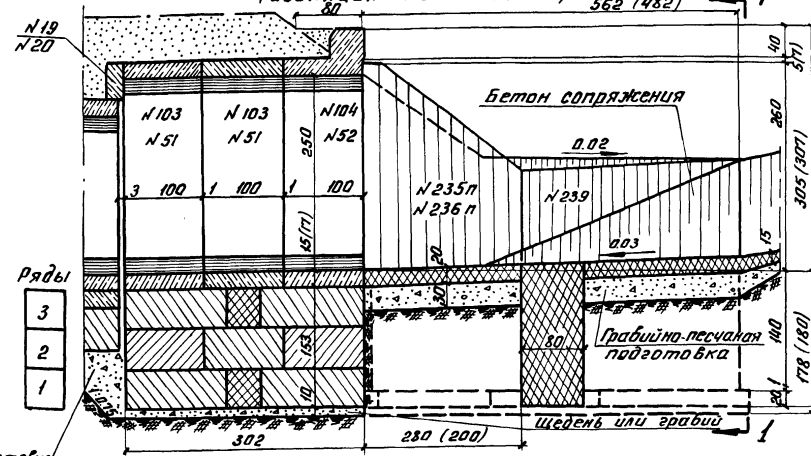 80
562 (482)
1
N19
N20
40
5(П)
N103
N51
N103
N51
N104
N52
250
Бетон сопряжения
0.02
260
305 (307)
3 100 1 100 1 100
N235п
N236п
N239
15(П)
0.03
20
15
30
Ряды
3
2
1
153
10
80
Гравийно-песчаная
подготовка
140
178 (180)
1
20
1:0.75
Щебень или гравий
302
280 (200)
1